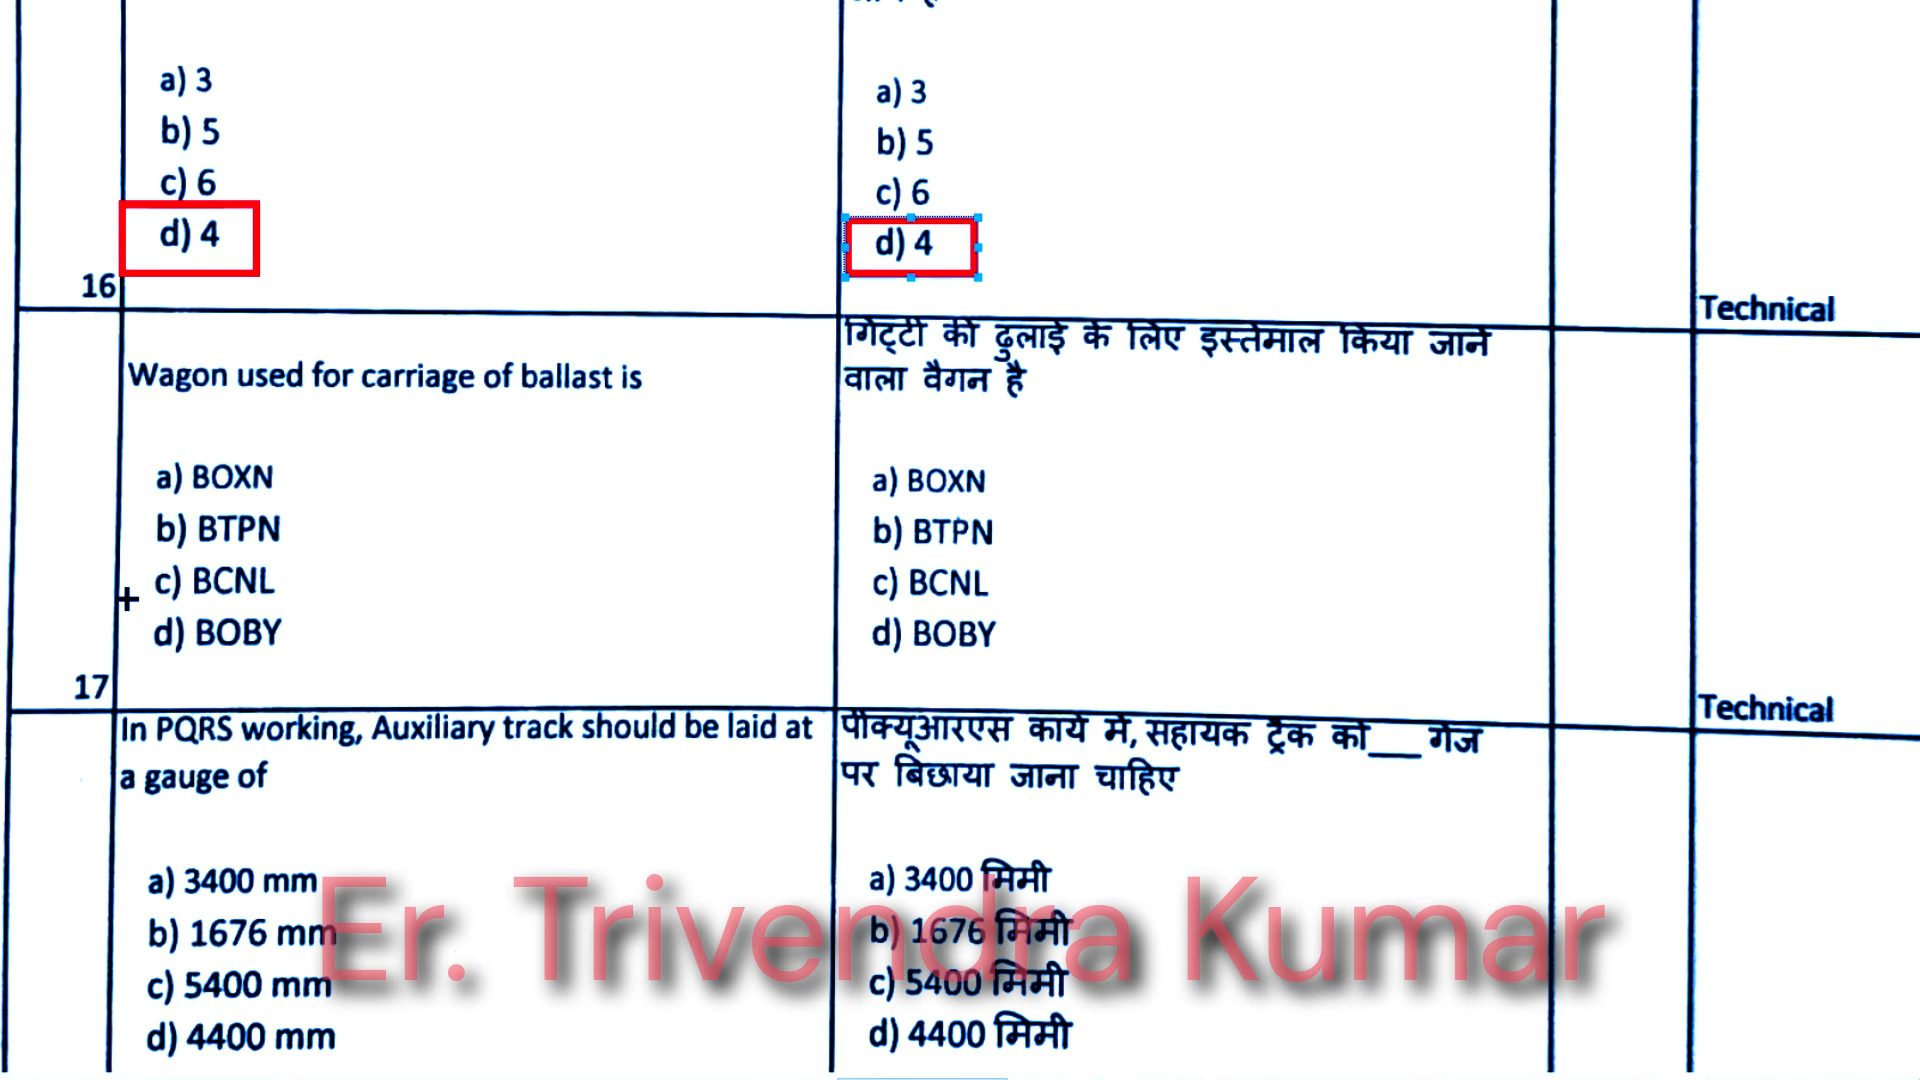 a) 3
b) 5
c) 6
d) 4
16
a) 3
b) 5
c) 6
d) 4
Technical
Wagon used for carriage of ballast is
a) BOXN
b) BTPN
c) BCNL
d) BOBY
17
गिट्टी की ढुलाई के लिए इस्तेमाल किया जाने
वाला वैगन है
a) BOXN
b) BTPN
c) BCNL
d) BOBY
Technical
In PQRS working, Auxiliary track should be laid at
a gauge of
a) 3400 mm
b) 1676 mm
c) 5400 mm
d) 4400 mm
पीक्यूआरएस कार्य में, सहायक ट्रैक को___ गेज
पर बिछाया जाना चाहिए
a) 3400 मिमी
b) 1676 मिमी
c) 5400 मिमी
d) 4400 मिमी
Er. Trivendra Kumar